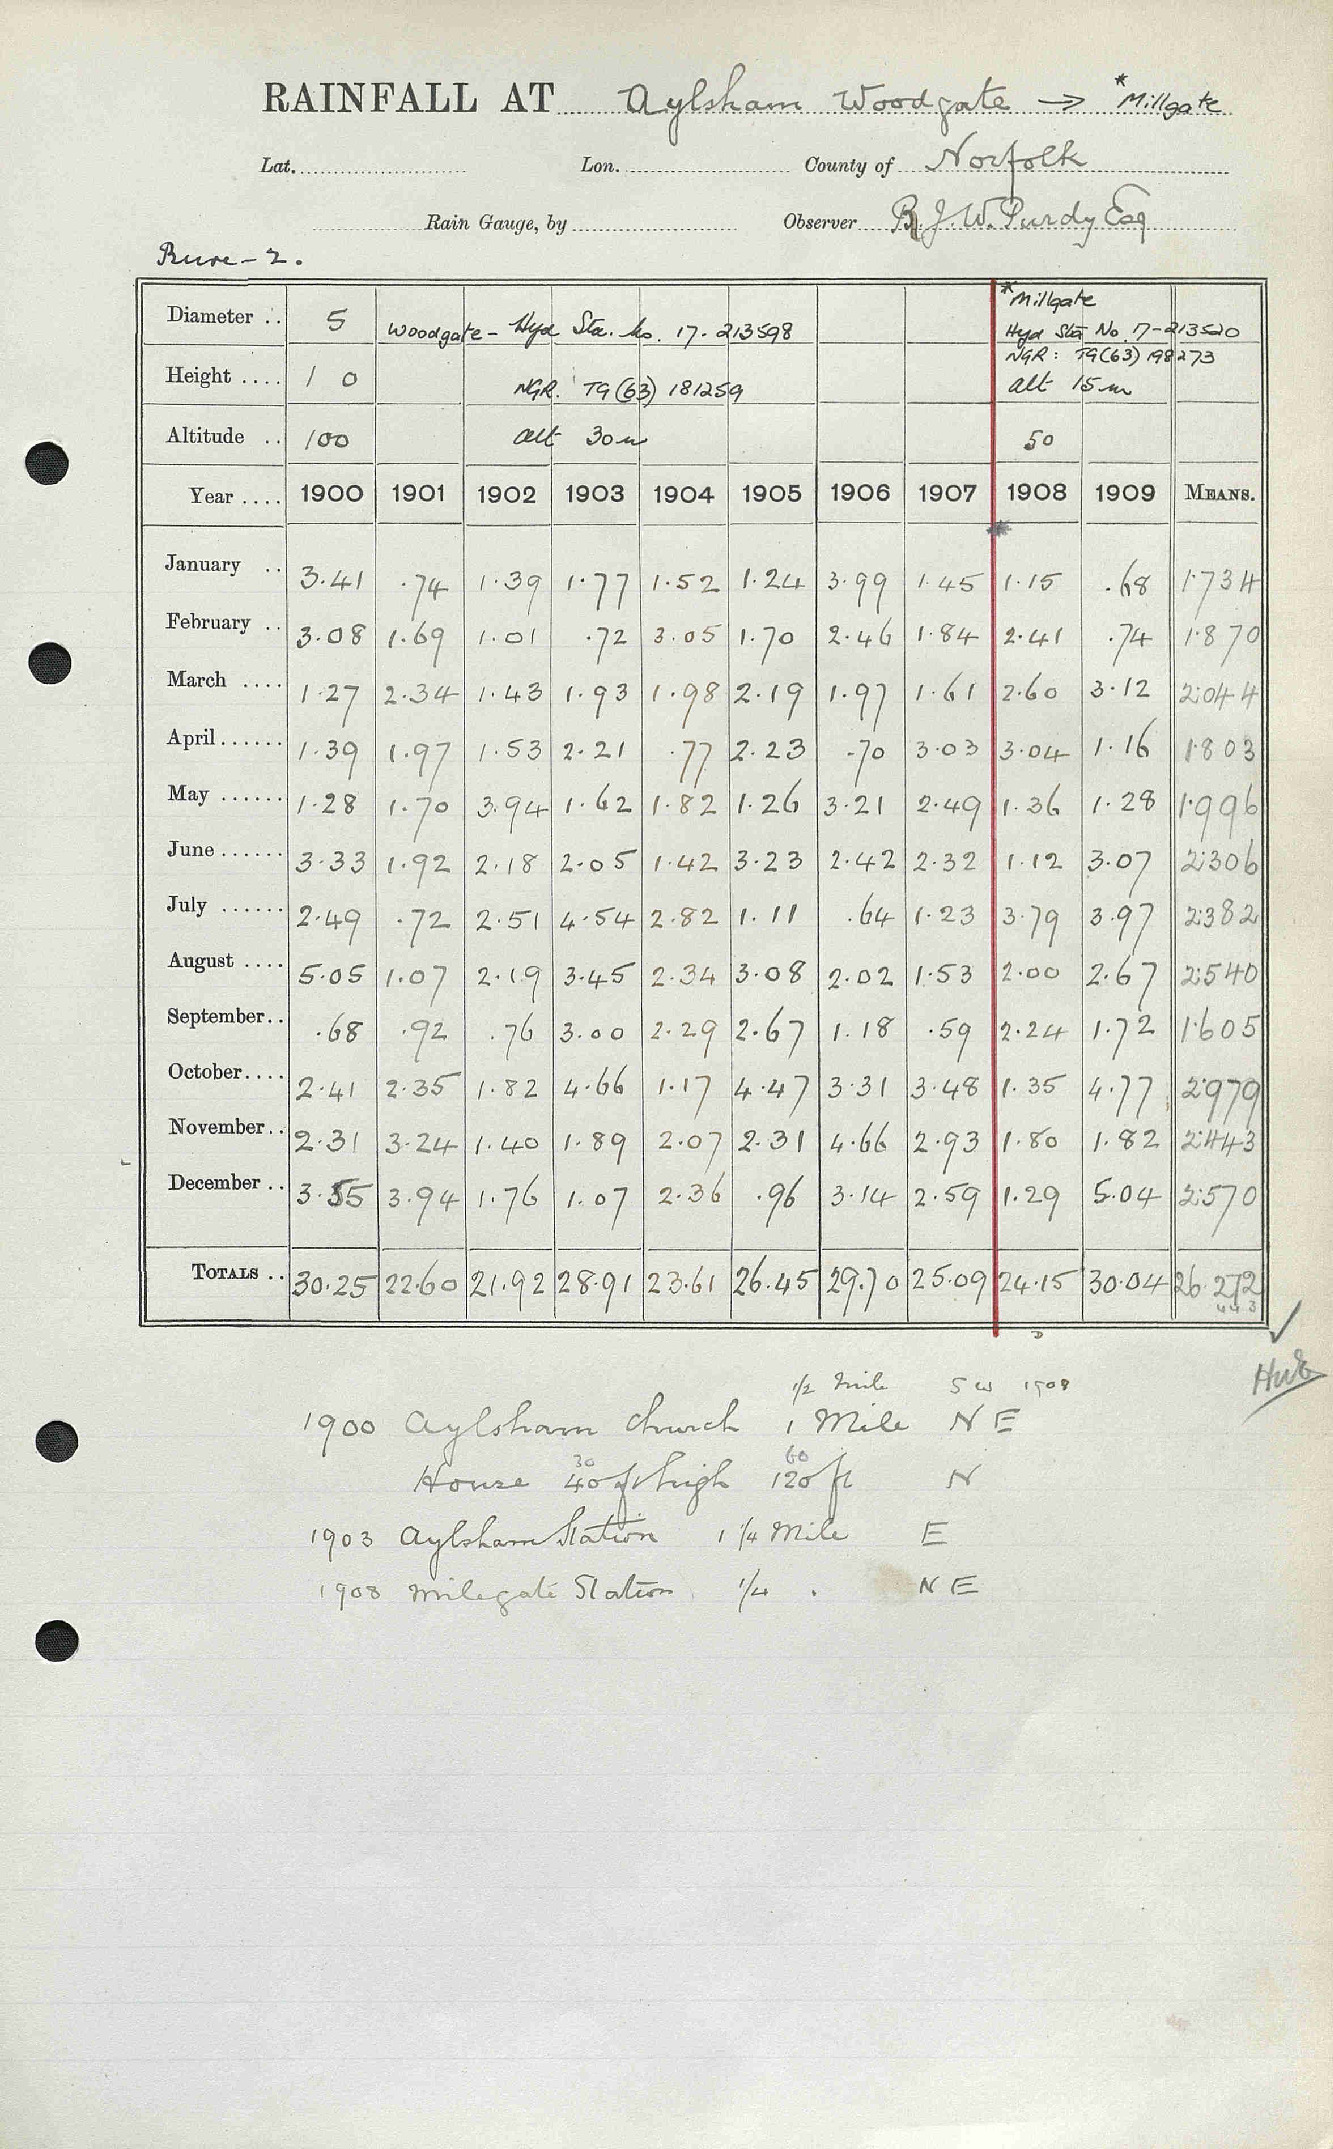 RAINFALL AT Aylsham Woodgate → *Millgate
Lat. Lon. County of Norfolk
Rain Gauge, by Observer R. J. W. Purdy Esq
Bure - 2.
*Millgate
Diameter .. 5 Woodgate - Hyd Sta. No. 17-213598 Hyd Sta No. 17-213520
NGR: TG(63) 198273
Height .... 1 0 NGR. TG (63) 181259 alt 15m
Altitude .. 100 alt 30m 50
Year .... 1900 1901 1902 1903 1904 1905 1906 1907 1908 1909 MEANS.
January .. 3.41 .74 1.39 1.77 1.52 1.24 3.99 1.45 1.15 .68 1.734
February .. 3.08 1.69 1.01 .72 3.05 1.70 2.46 1.84 2.41 .74 1.870
March .... 1.27 2.34 1.43 1.93 1.98 2.19 1.97 1.61 2.60 3.12 2.044
April ...... 1.39 1.97 1.53 2.21 .77 2.23 .70 3.03 3.04 1.16 1.803
May ...... 1.28 1.70 3.94 1.62 1.82 1.26 3.21 2.49 1.36 1.28 1.996
June ...... 3.33 1.92 2.18 2.05 1.42 3.23 2.42 2.32 1.12 3.07 2.306
July ...... 2.49 .72 2.51 4.54 2.82 1.11 .64 1.23 3.79 3.97 2.382
August .... 5.05 1.07 2.19 3.45 2.34 3.08 2.02 1.53 2.00 2.67 2.540
September.. .68 .92 .76 3.00 2.29 2.67 1.18 .59 2.24 1.72 1.605
October.... 2.41 2.35 1.82 4.66 1.17 4.47 3.31 3.48 1.35 4.77 2.979
November.. 2.31 3.24 1.40 1.89 2.07 2.31 4.66 2.93 1.80 1.82 2.443
December .. 3.55 3.94 1.76 1.07 2.36 .96 3.14 2.59 1.29 5.04 2.570
TOTALS .. 30.25 22.60 21.92 28.91 23.61 26.45 29.70 25.09 24.15 30.04 26.272
443
1/2 Mile SW 1908
1900 Aylsham Church 1 Mile NE
30 60
House 40 ft high 120 ft N
1903 Aylsham Station 1 1/4 Mile E
1908 Millgate Station 1/4 . NE